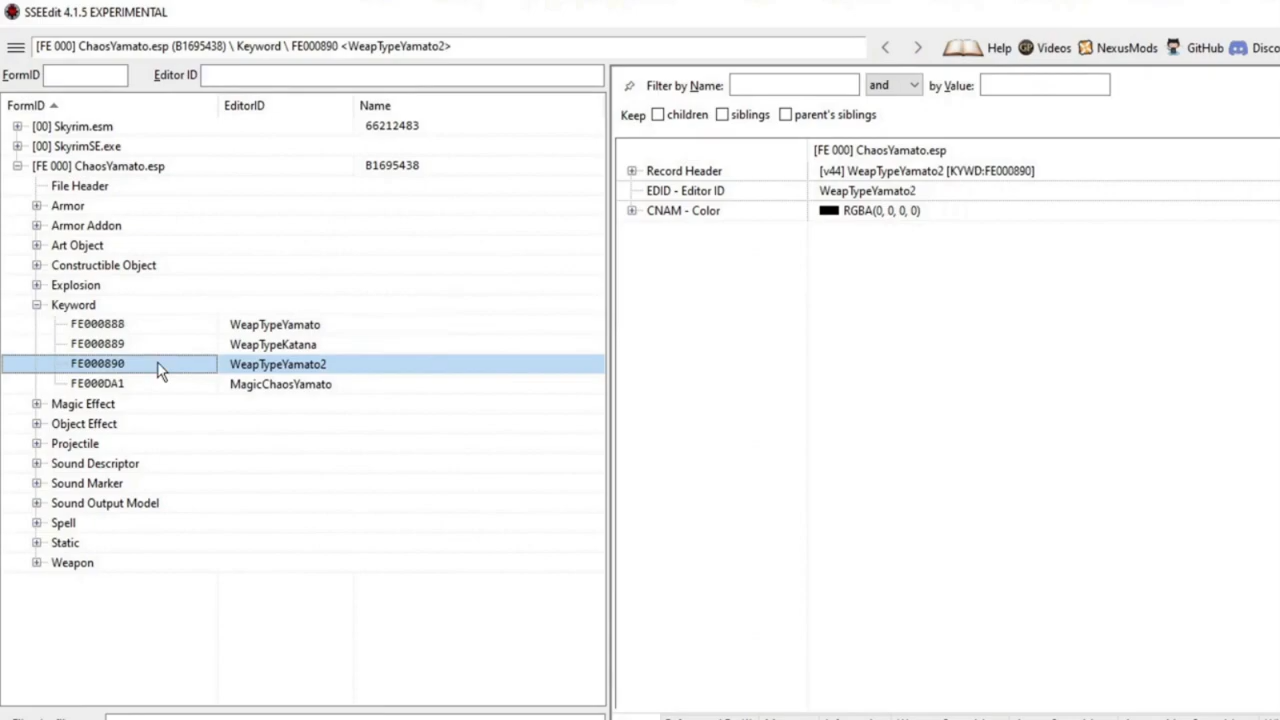 SSEEdit 4.1.5 EXPERIMENTAL
[FE 000] ChaosYamato.esp (B1695438) \ Keyword \ FE000890 <WeapTypeYamato2>
Help Videos NexusMods GitHub Disco
FormID Editor ID
FormID EditorID Name
[00] Skyrim.esm 66212483
[00] SkyrimSE.exe
[FE 000] ChaosYamato.esp B1695438
File Header
Armor
Armor Addon
Art Object
Constructible Object
Explosion
Keyword
FE000888 WeapTypeYamato
FE000889 WeapTypeKatana
FE000890 WeapTypeYamato2
FE000DA1 MagicChaosYamato
Magic Effect
Object Effect
Projectile
Sound Descriptor
Sound Marker
Sound Output Model
Spell
Static
Weapon
Filter by Name: and by Value:
Keep children siblings parent's siblings
[FE 000] ChaosYamato.esp
Record Header [v44] WeapTypeYamato2 [KYWD:FE000890]
EDID - Editor ID WeapTypeYamato2
CNAM - Color RGBA(0, 0, 0, 0)